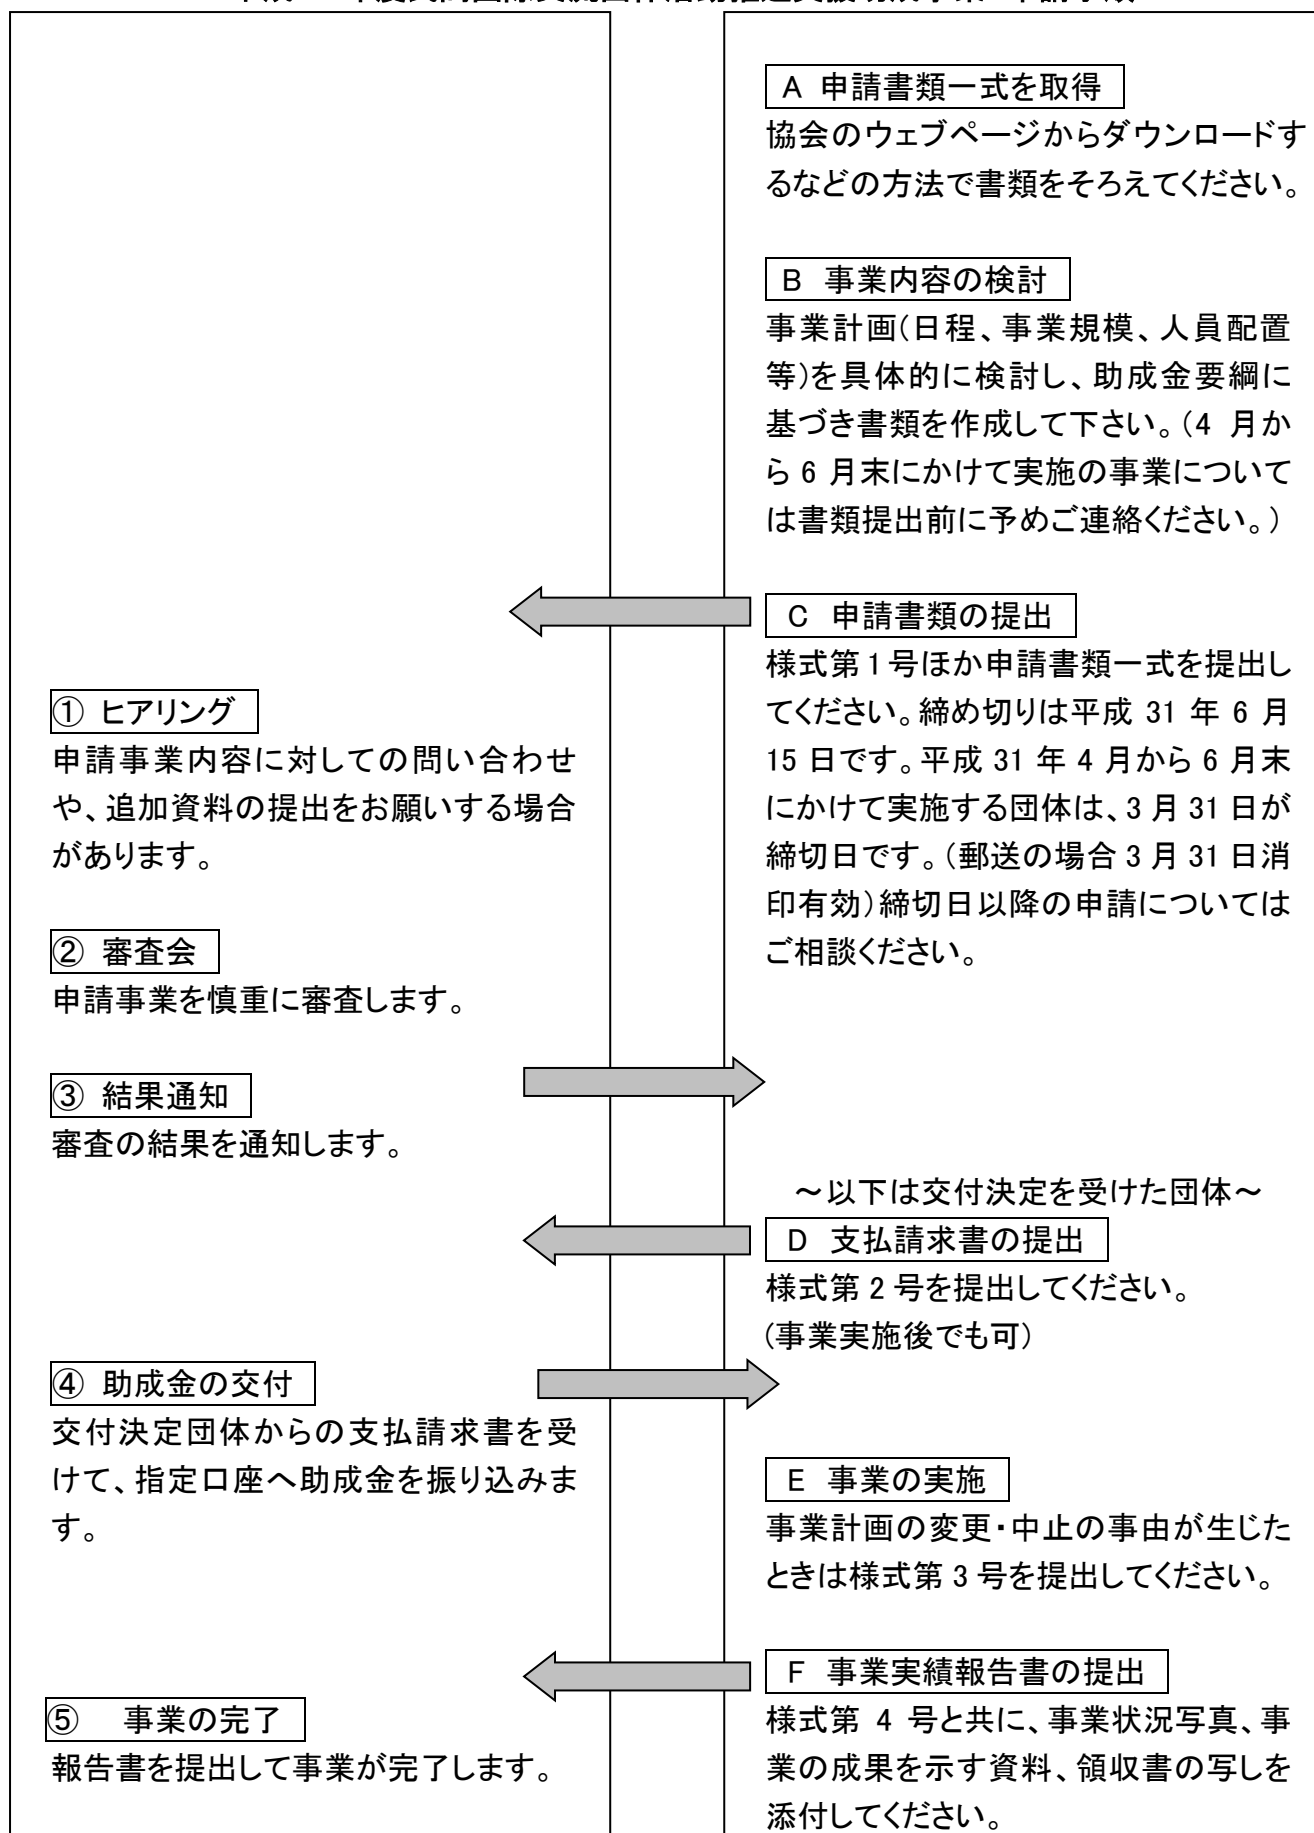 A 申請書類一式を取得
協会のウェブページからダウンロードす
るなどの方法で書類をそろえてください。
B 事業内容の検討
事業計画(日程、事業規模、人員配置
等)を具体的に検討し、助成金要綱に
基づき書類を作成して下さい。(4 月か
ら 6 月末にかけて実施の事業について
は書類提出前に予めご連絡ください。)
C 申請書類の提出
様式第 1 号ほか申請書類一式を提出し
てください。締め切りは平成 31 年 6 月
15 日です。平成 31 年 4 月から 6 月末
にかけて実施する団体は、3 月 31 日が
締切日です。(郵送の場合 3 月 31 日消
印有効)締切日以降の申請については
ご相談ください。
① ヒアリング
申請事業内容に対しての問い合わせ
や、追加資料の提出をお願いする場合
があります。
② 審査会
申請事業を慎重に審査します。
③ 結果通知
審査の結果を通知します。
～以下は交付決定を受けた団体～
D 支払請求書の提出
様式第 2 号を提出してください。
(事業実施後でも可)
④ 助成金の交付
交付決定団体からの支払請求書を受
けて、指定口座へ助成金を振り込みま
す。
E 事業の実施
事業計画の変更・中止の事由が生じた
ときは様式第 3 号を提出してください。
F 事業実績報告書の提出
様式第 4 号と共に、事業状況写真、事
業の成果を示す資料、領収書の写しを
添付してください。
⑤ 事業の完了
報告書を提出して事業が完了します。